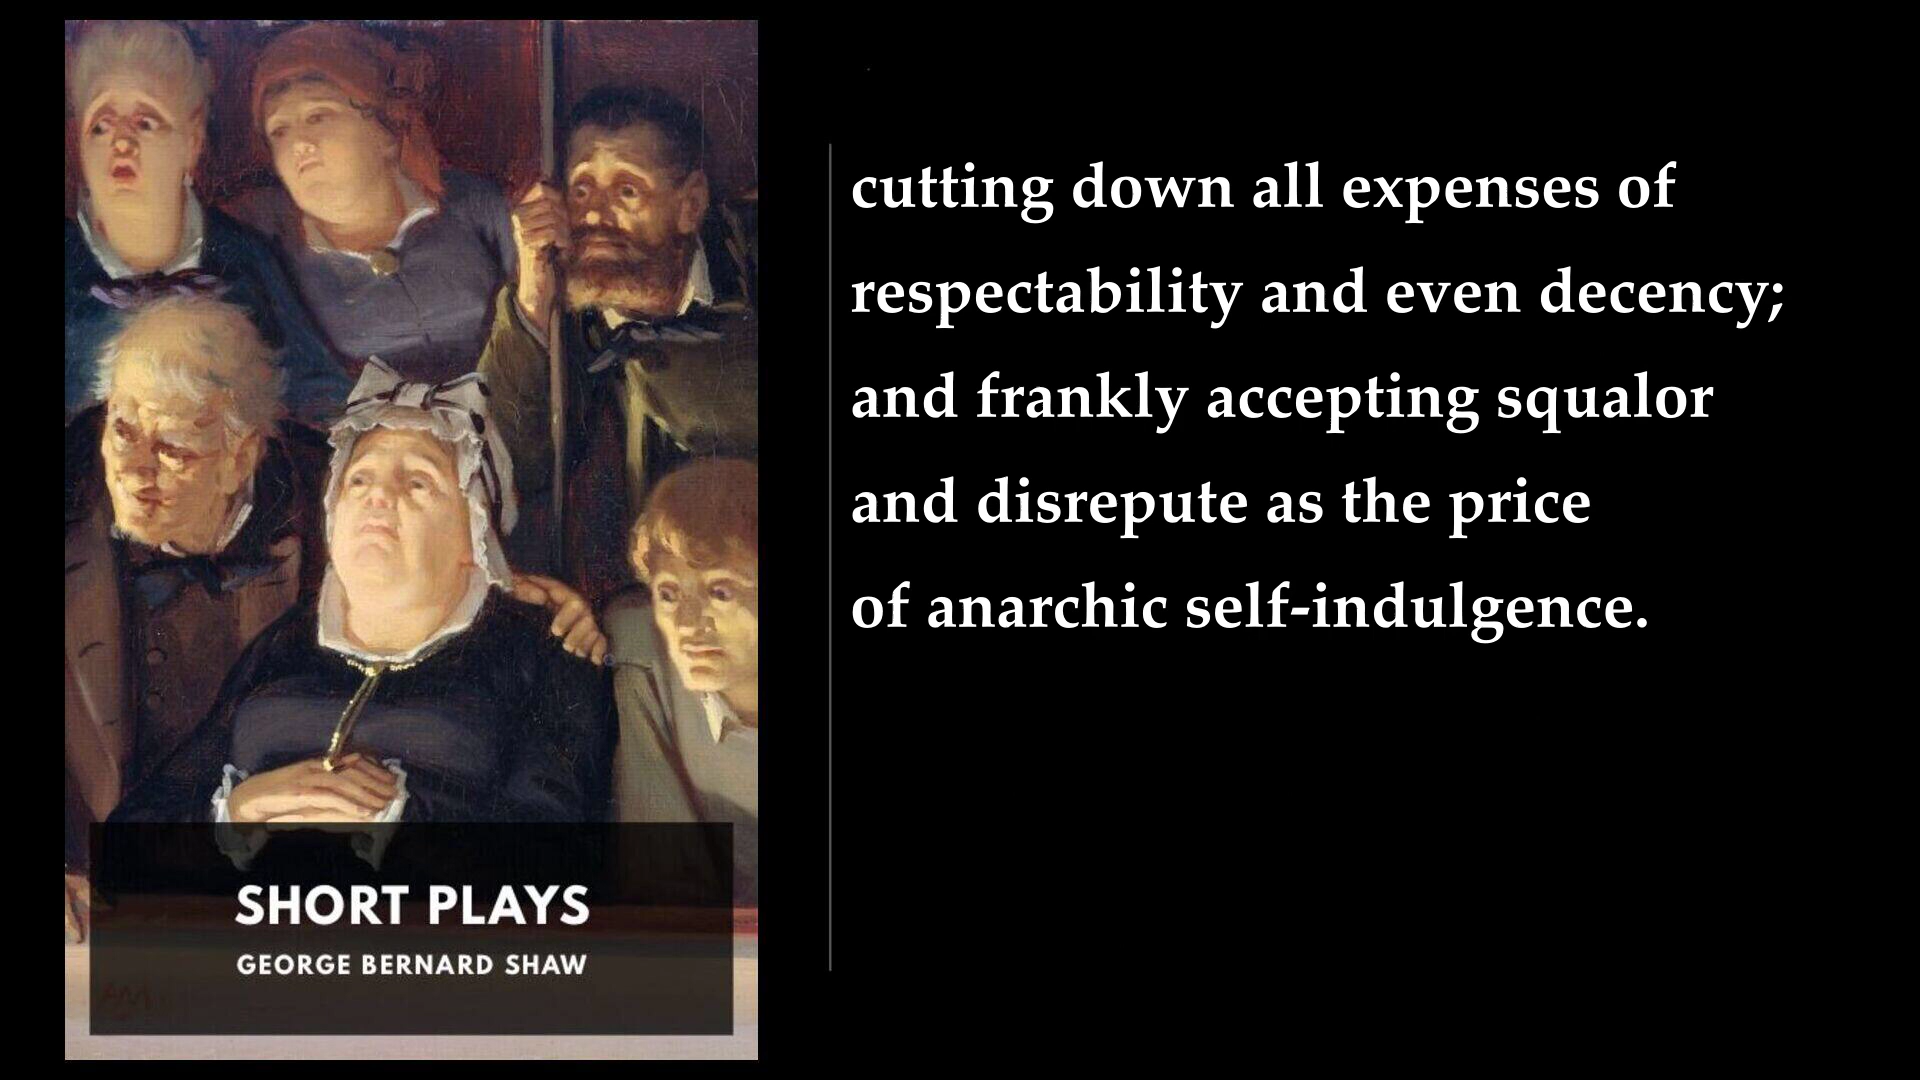 cutting down all expenses of
respectability and even decency;
and frankly accepting squalor
and disrepute as the price
of anarchic self-indulgence.
SHORT PLAYS
GEORGE BERNARD SHAW